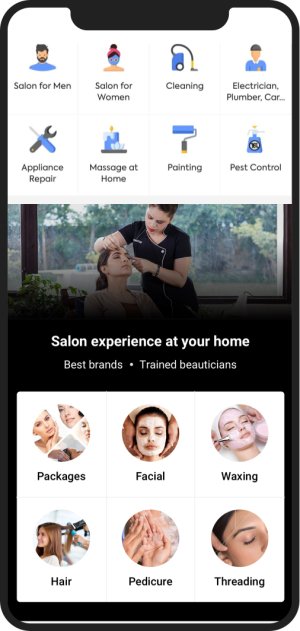 Salon for Men
Salon for
Women
Cleaning
Electrician,
Plumber, Car...
Appliance
Repair
Massage at
Home
Painting
Pest Control
Salon experience at your home
Best brands • Trained beauticians
Packages
Facial
Waxing
Hair
Pedicure
Threading